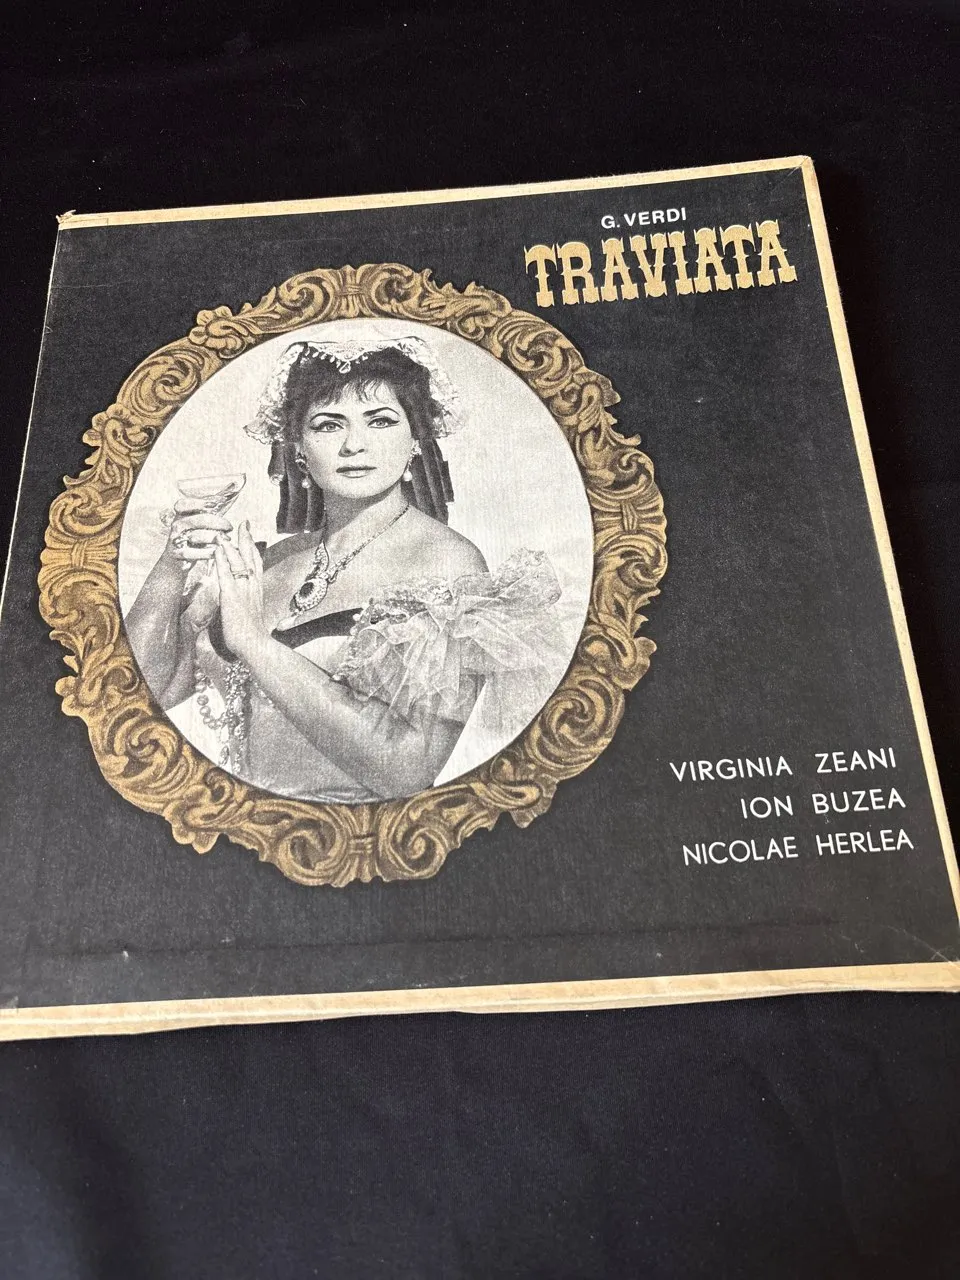 G. VERDI
TRAVIATA
VIRGINIA ZEANI
ION BUZEA
NICOLAE HERLEA